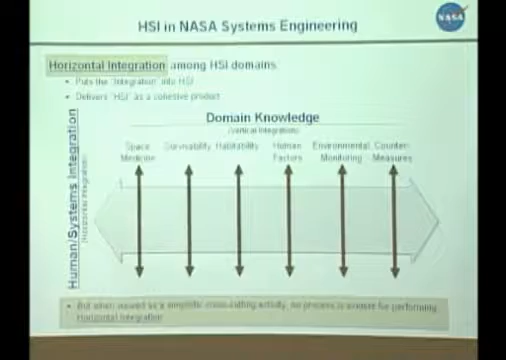 HSI in NASA Systems Engineering
NASA
Horizontal Integration among HSI domains
• Puts the "Integration" into HSI
• Delivers "HSI" as a cohesive product
Domain Knowledge
(Vertical Integration)
Human/Systems Integration
(Horizontal Integration)
Space Survivability Habitability Human Environmental Counter-
Medicine Factors Monitoring Measures
• But when viewed as a simplistic cross-cutting activity, no process is evident for performing
Horizontal Integration